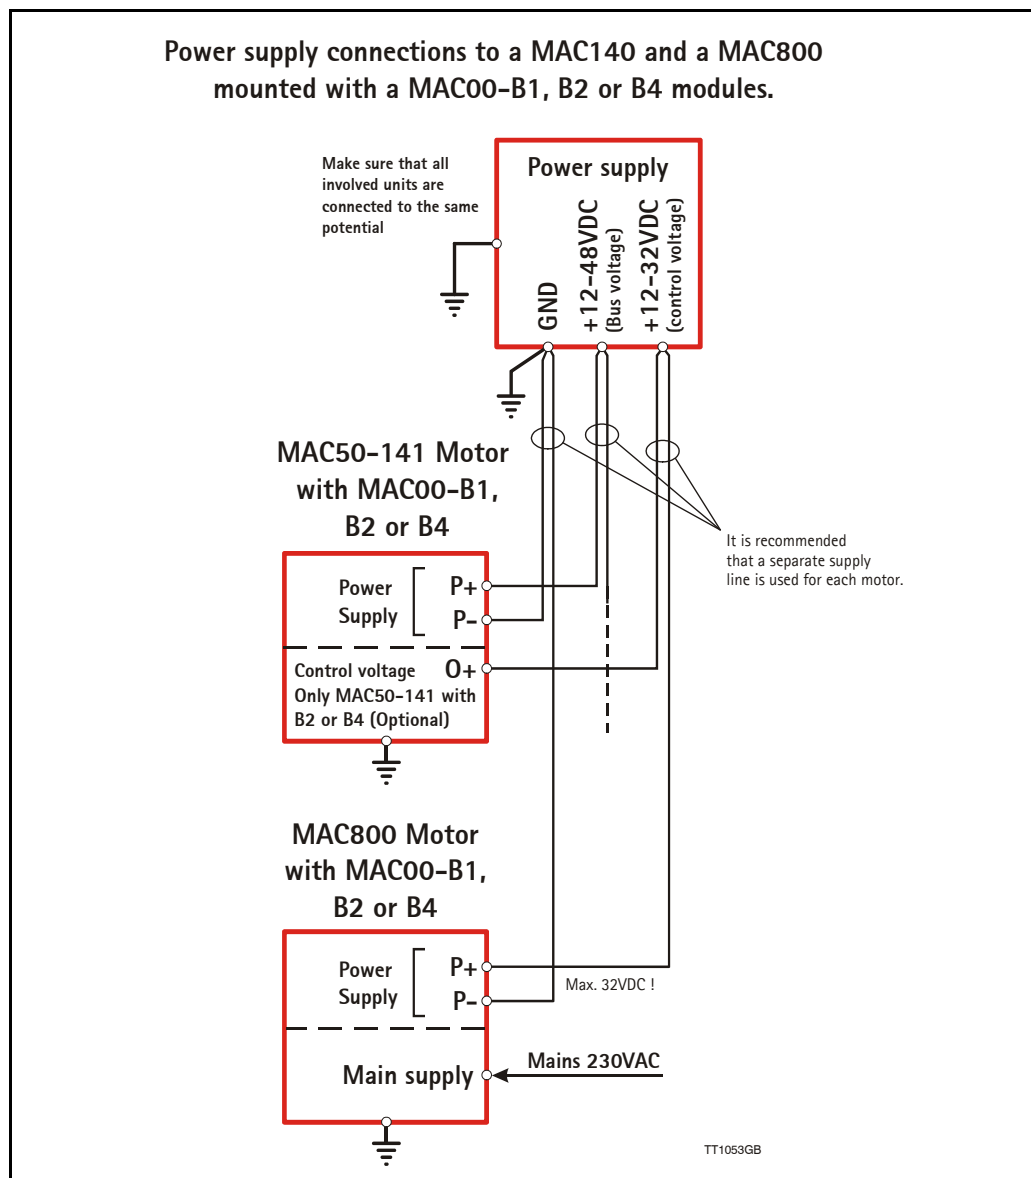 Power supply connections to a MAC140 and a MAC800
mounted with a MAC00-B1, B2 or B4 modules.
Make sure that all
involved units are
connected to the same
potential
Power supply
GND
+12-48VDC
(Bus voltage)
+12-32VDC
(control voltage)
MAC50-141 Motor
with MAC00-B1,
B2 or B4
It is recommended
that a separate supply
line is used for each motor.
Power
Supply
P+
P-
Control voltage O+
Only MAC50-141 with
B2 or B4 (Optional)
MAC800 Motor
with MAC00-B1,
B2 or B4
Power
Supply
P+
P-
Max. 32VDC !
Main supply
Mains 230VAC
TT1053GB